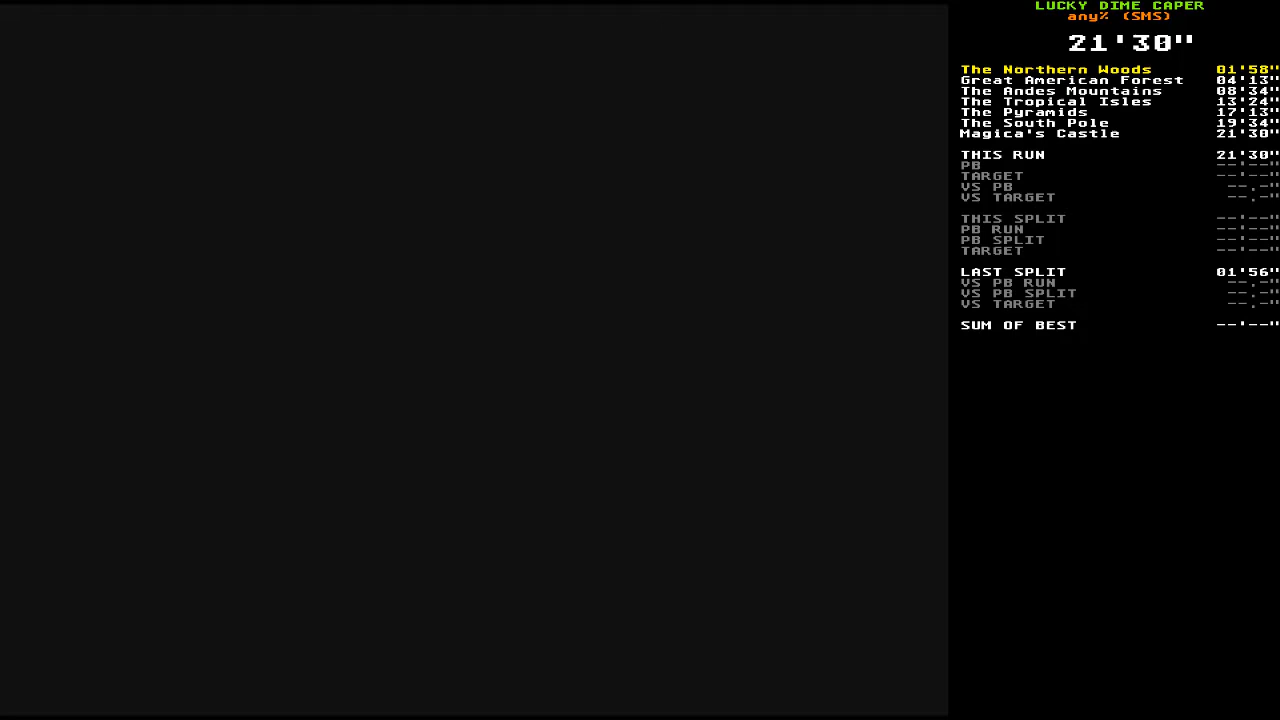 LUCKY DIME CAPER
any% (SMS)
21'30"
The Northern Woods 01'58"
Great American Forest 04'13"
The Andes Mountains 08'34"
The Tropical Isles 13'24"
The Pyramids 17'13"
The South Pole 19'34"
Magica's Castle 21'30"
THIS RUN 21'30"
PB --'--"
TARGET --'--"
VS PB --.-"
VS TARGET --.-"
THIS SPLIT --'--"
PB RUN --'--"
PB SPLIT --'--"
TARGET --'--"
LAST SPLIT 01'56"
VS PB RUN --.-"
VS PB SPLIT --.-"
VS TARGET --.-"
SUM OF BEST --'--"